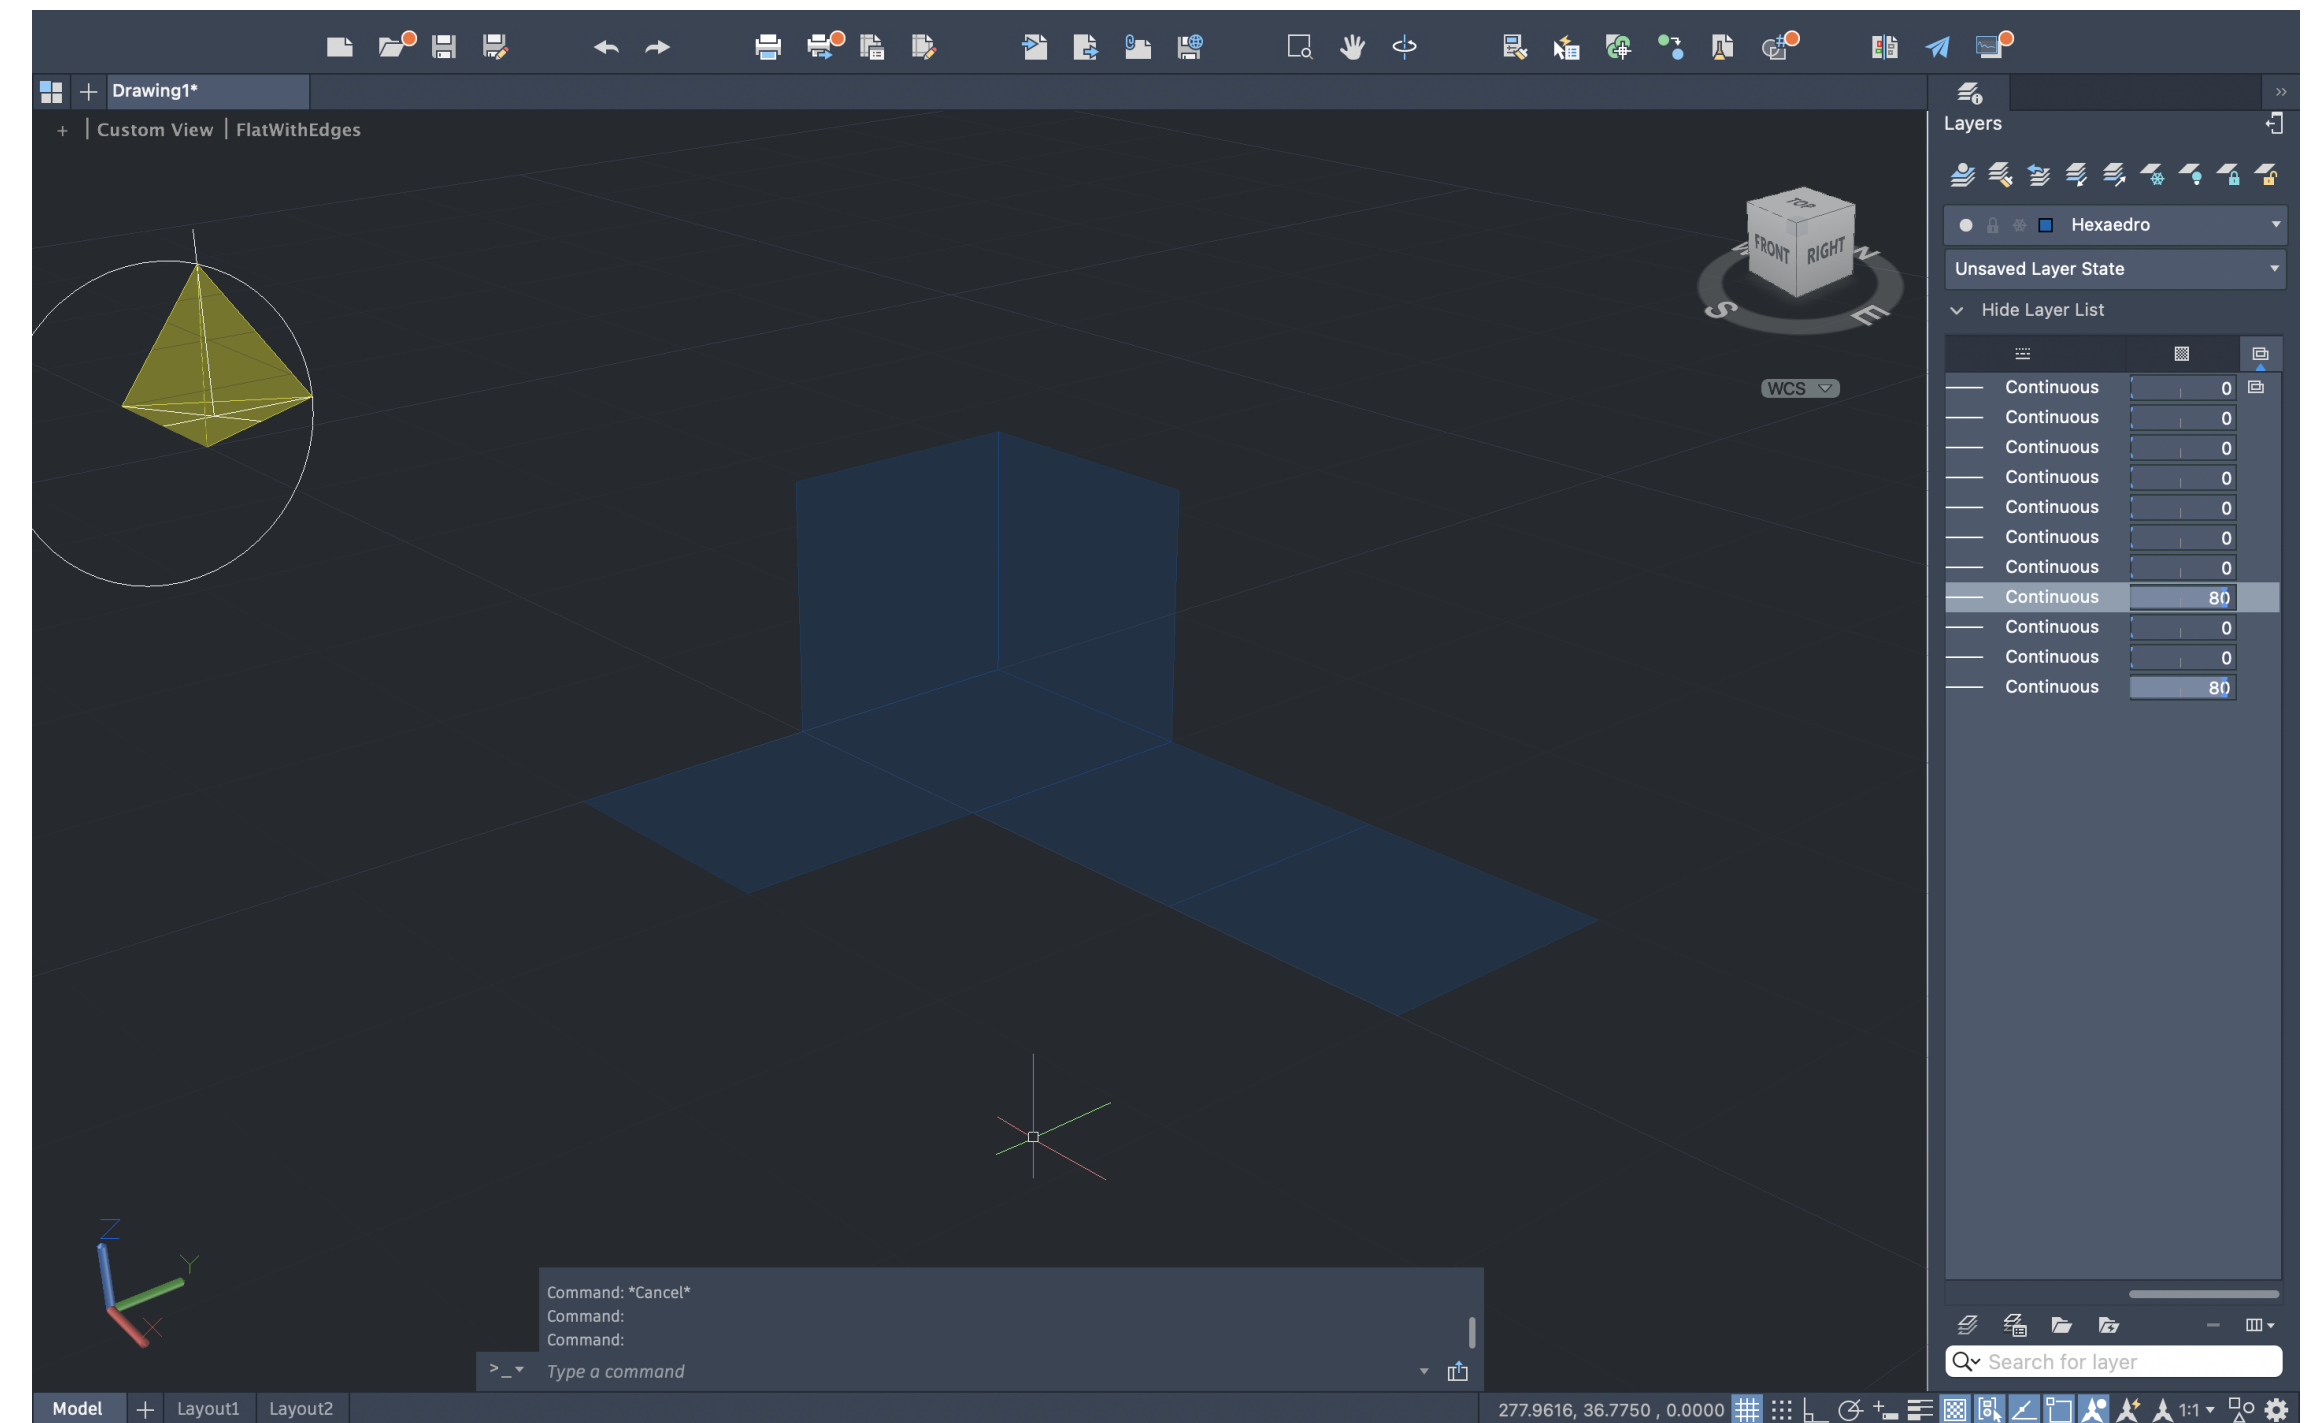 Drawing1*
+ | Custom View | FlatWithEdges
TOP
FRONT
RIGHT
N
W
S
E
WCS
Layers
Hexaedro
Unsaved Layer State
Hide Layer List
Continuous 0
Continuous 0
Continuous 0
Continuous 0
Continuous 0
Continuous 0
Continuous 0
Continuous 80
Continuous 0
Continuous 0
Continuous 80
Z
Y
X
Command: *Cancel*
Command:
Command:
>_ Type a command
Search for layer
Model + Layout1 Layout2
277.9616, 36.7750 , 0.0000
1:1